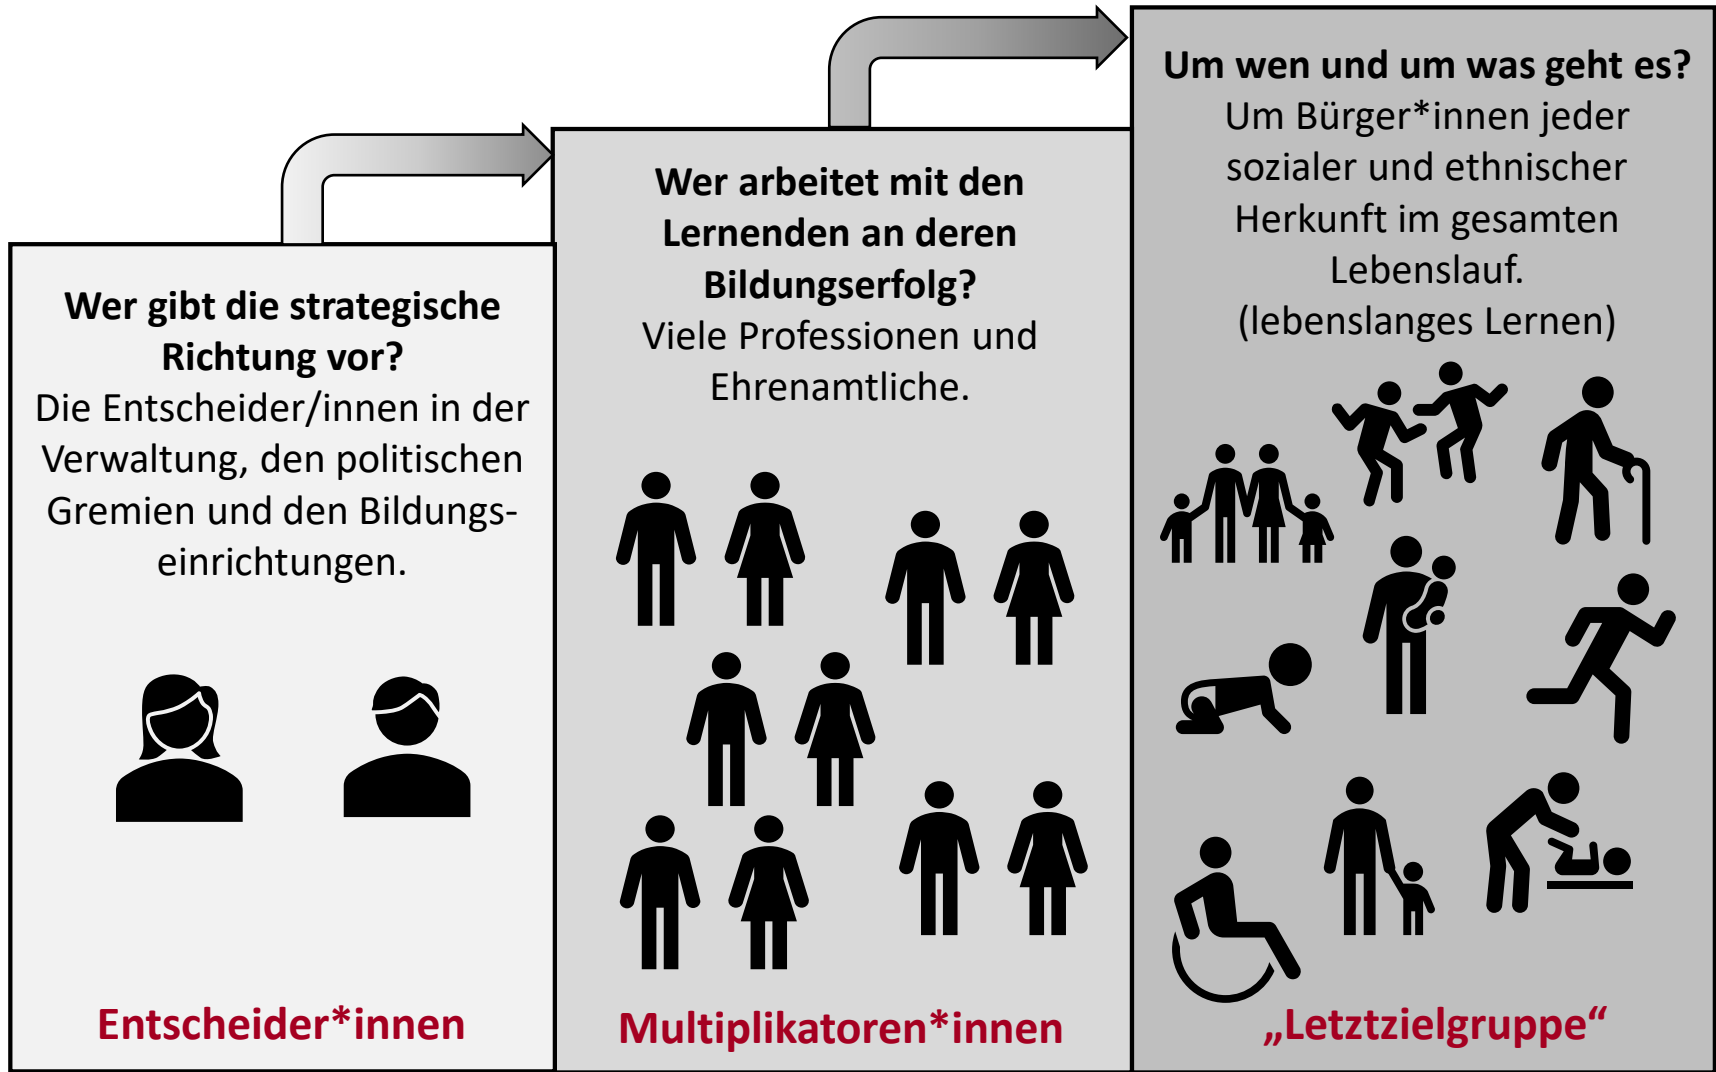 Wer gibt die strategische
Richtung vor?
Die Entscheider/innen in der
Verwaltung, den politischen
Gremien und den Bildungs-
einrichtungen.
Entscheider*innen
Wer arbeitet mit den
Lernenden an deren
Bildungserfolg?
Viele Professionen und
Ehrenamtliche.
Multiplikatoren*innen
Um wen und um was geht es?
Um Bürger*innen jeder
sozialer und ethnischer
Herkunft im gesamten
Lebenslauf.
(lebenslanges Lernen)
„Letztzielgruppe“